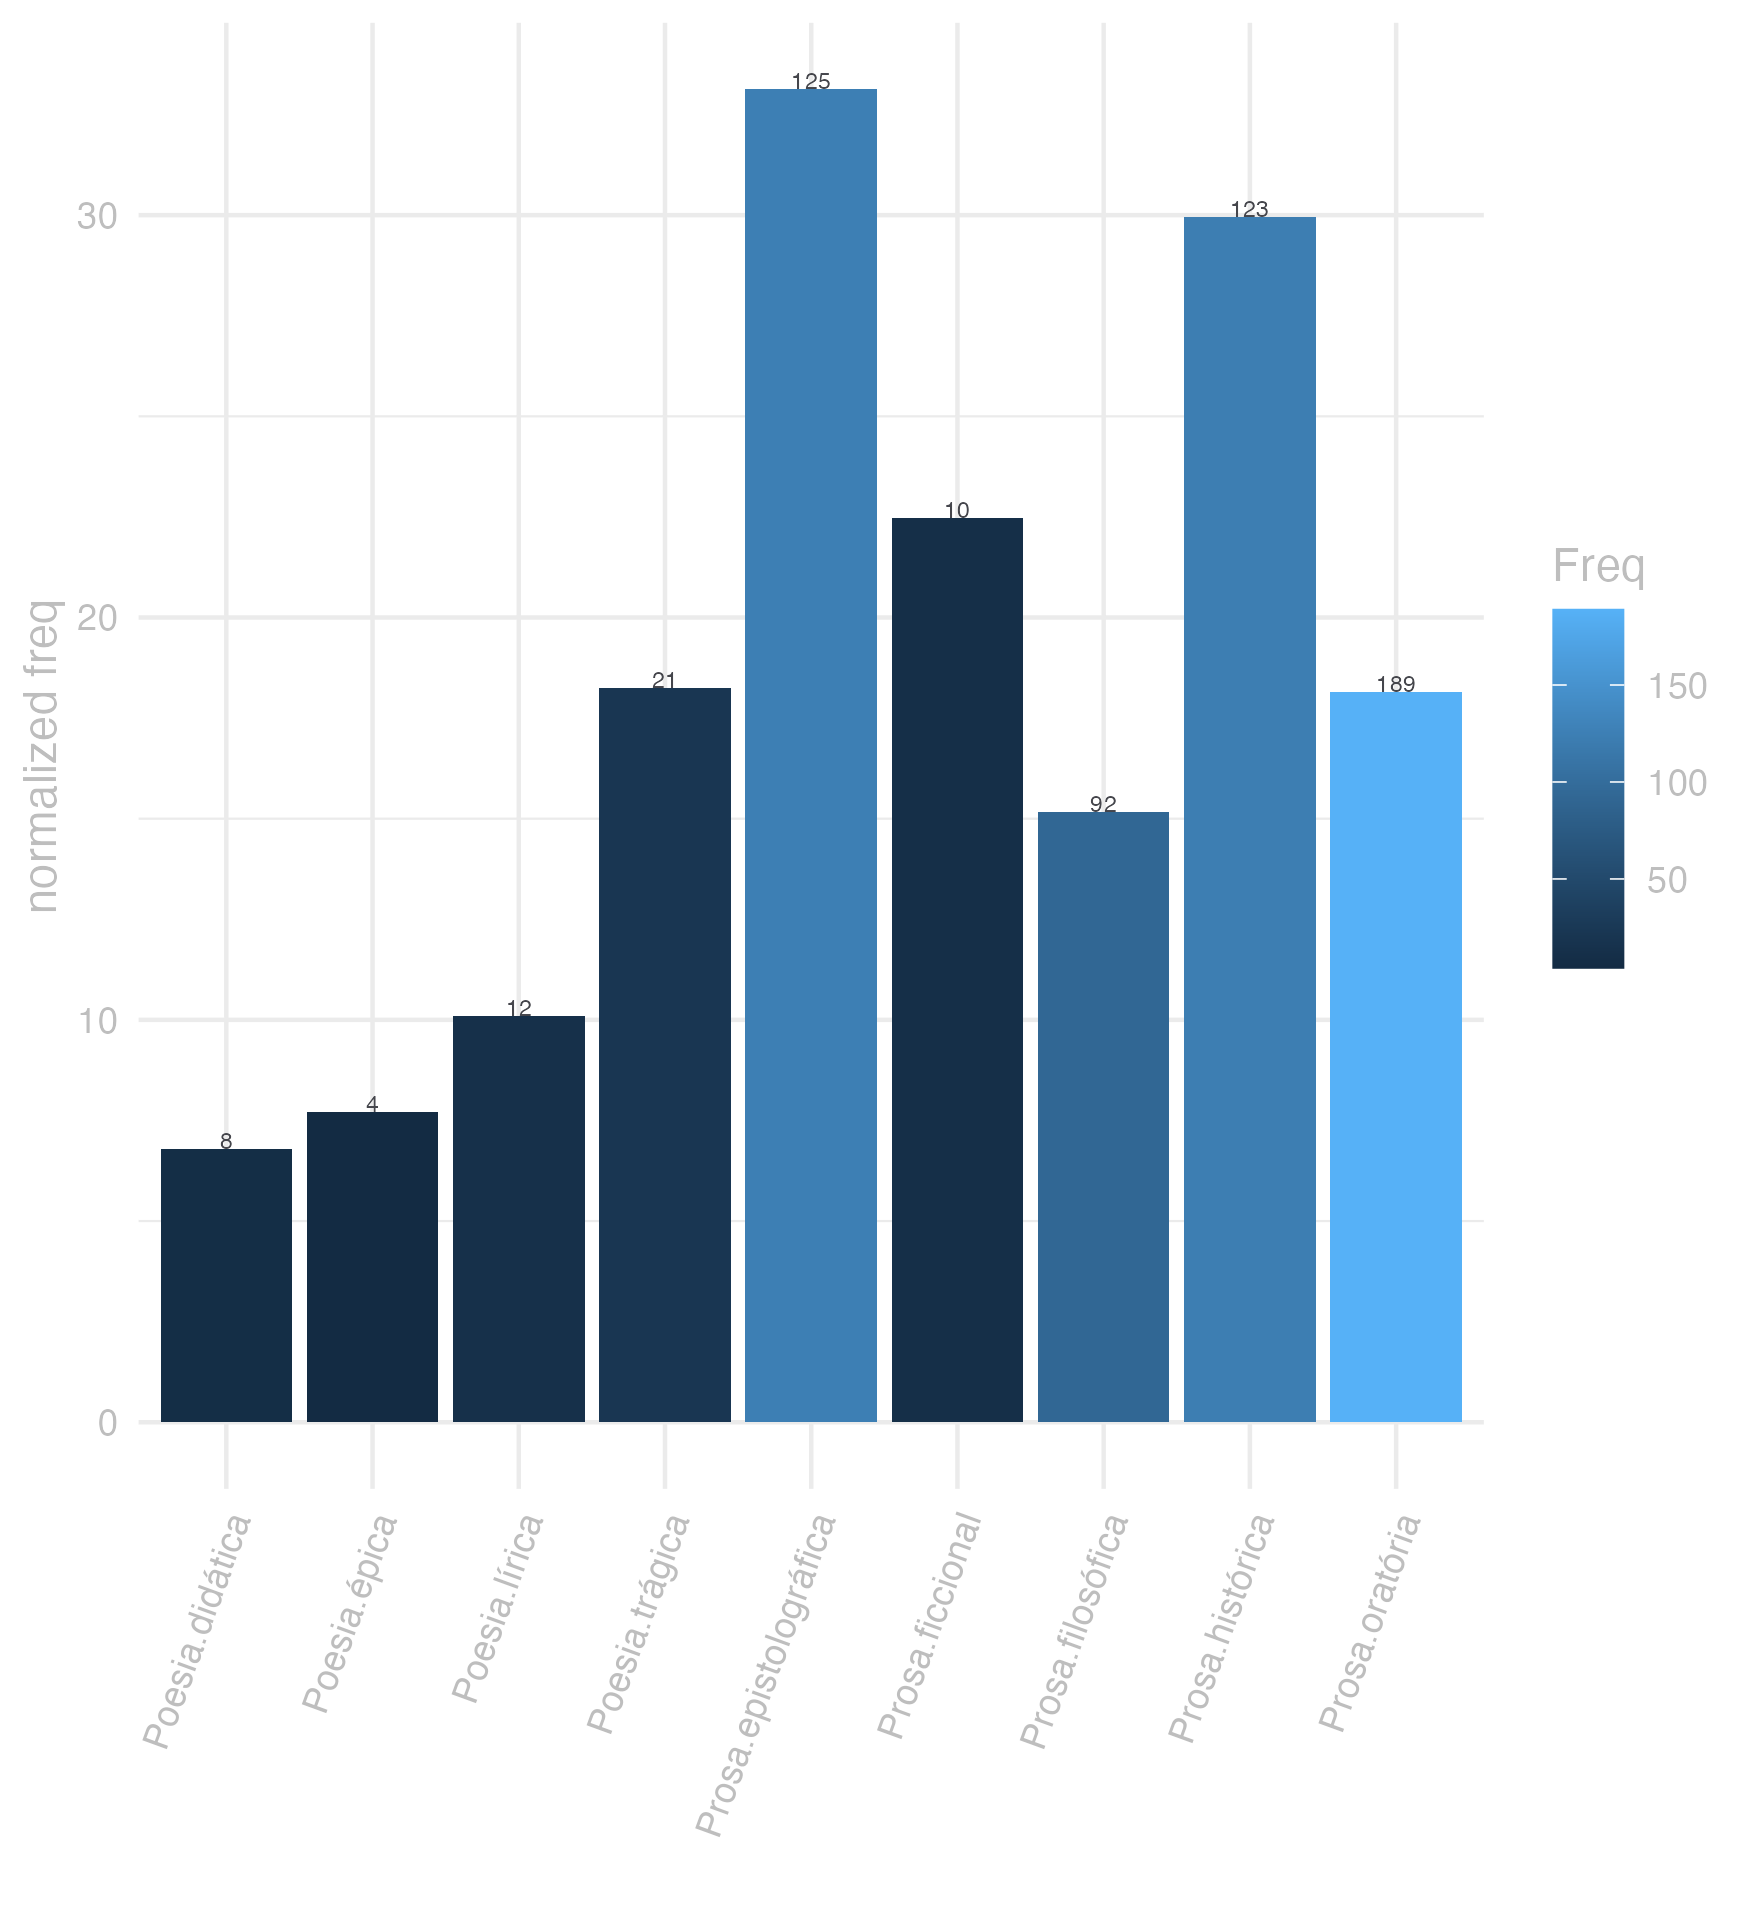 125
123
10
21
189
92
12
4
8
normalized freq
30
20
10
0
Poesia.didática
Poesia.épica
Poesia.lírica
Poesia.trágica
Prosa.epistolográfica
Prosa.ficcional
Prosa.filosófica
Prosa.histórica
Prosa.oratória
Freq
150
100
50